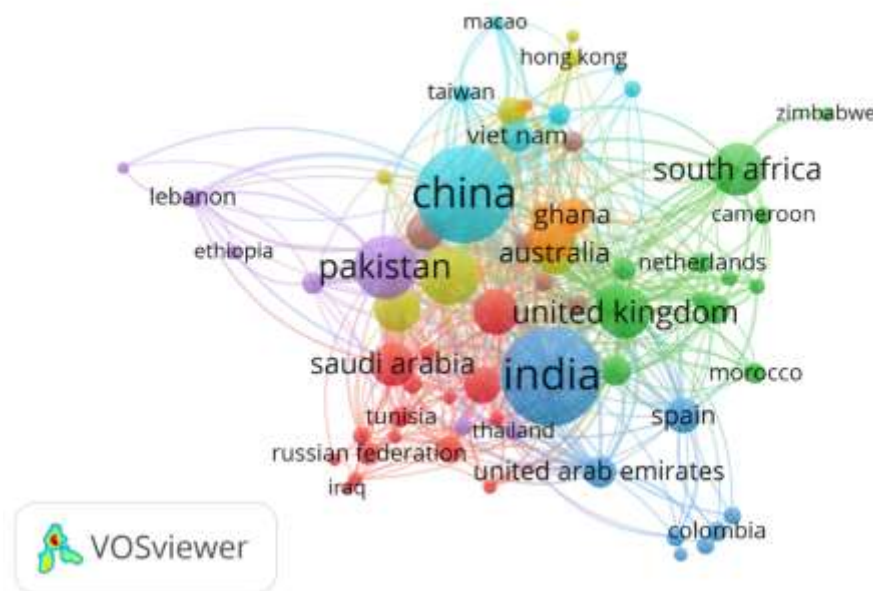 macao
hong kong
taiwan
zimbabwe
viet nam
south africa
china
lebanon
ghana
cameroon
ethiopia
australia
netherlands
pakistan
united kingdom
saudi arabia
india
morocco
tunisia
spain
thailand
russian federation
united arab emirates
iraq
colombia
VOSviewer